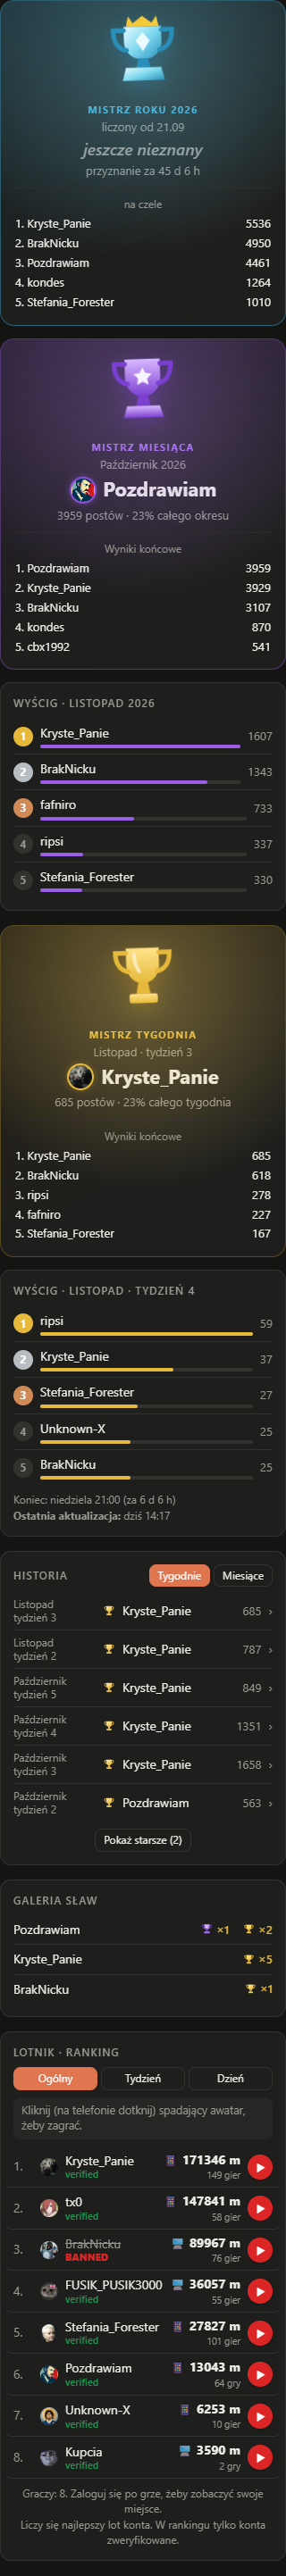 MISTRZ ROKU 2026
liczony od 21.09
jeszcze nieznany
przyznanie za 45 d 6 h
na czele
1. Kryste_Panie 5536
2. BrakNicku 4950
3. Pozdrawiam 4461
4. kondes 1264
5. Stefania_Forester 1010
MISTRZ MIESIĄCA
Październik 2026
Pozdrawiam
3959 postów · 23% całego okresu
Wyniki końcowe
1. Pozdrawiam 3959
2. Kryste_Panie 3929
3. BrakNicku 3107
4. kondes 870
5. cbx1992 541
WYŚCIG · LISTOPAD 2026
1 Kryste_Panie 1607
2 BrakNicku 1343
3 fafniro 733
4 ripsi 337
5 Stefania_Forester 330
MISTRZ TYGODNIA
Listopad · tydzień 3
Kryste_Panie
685 postów · 23% całego tygodnia
Wyniki końcowe
1. Kryste_Panie 685
2. BrakNicku 618
3. ripsi 278
4. fafniro 227
5. Stefania_Forester 167
WYŚCIG · LISTOPAD · TYDZIEŃ 4
1 ripsi 59
2 Kryste_Panie 37
3 Stefania_Forester 27
4 Unknown-X 25
5 BrakNicku 25
Koniec: niedziela 21:00 (za 6 d 6 h)
Ostatnia aktualizacja: dziś 14:17
HISTORIA Tygodnie Miesiące
Listopad
tydzień 3 Kryste_Panie 685 ›
Listopad
tydzień 2 Kryste_Panie 787 ›
Październik
tydzień 5 Kryste_Panie 849 ›
Październik
tydzień 4 Kryste_Panie 1351 ›
Październik
tydzień 3 Kryste_Panie 1658 ›
Październik
tydzień 2 Pozdrawiam 563 ›
Pokaż starsze (2)
GALERIA SŁAW
Pozdrawiam ×1 ×2
Kryste_Panie ×5
BrakNicku ×1
LOTNIK · RANKING
Ogólny Tydzień Dzień
Kliknij (na telefonie dotknij) spadający awatar,
żeby zagrać.
1. Kryste_Panie 171346 m
verified 149 gier
2. tx0 147841 m
verified 58 gier
3. BrakNicku 89967 m
BANNED 76 gier
4. FUSIK_PUSIK3000 36057 m
verified 55 gier
5. Stefania_Forester 27827 m
verified 101 gier
6. Pozdrawiam 13043 m
verified 64 gry
7. Unknown-X 6253 m
verified 10 gier
8. Kupcia 3590 m
verified 2 gry
Graczy: 8. Zaloguj się po grze, żeby zobaczyć swoje
miejsce.
Liczy się najlepszy lot konta. W rankingu tylko konta
zweryfikowane.